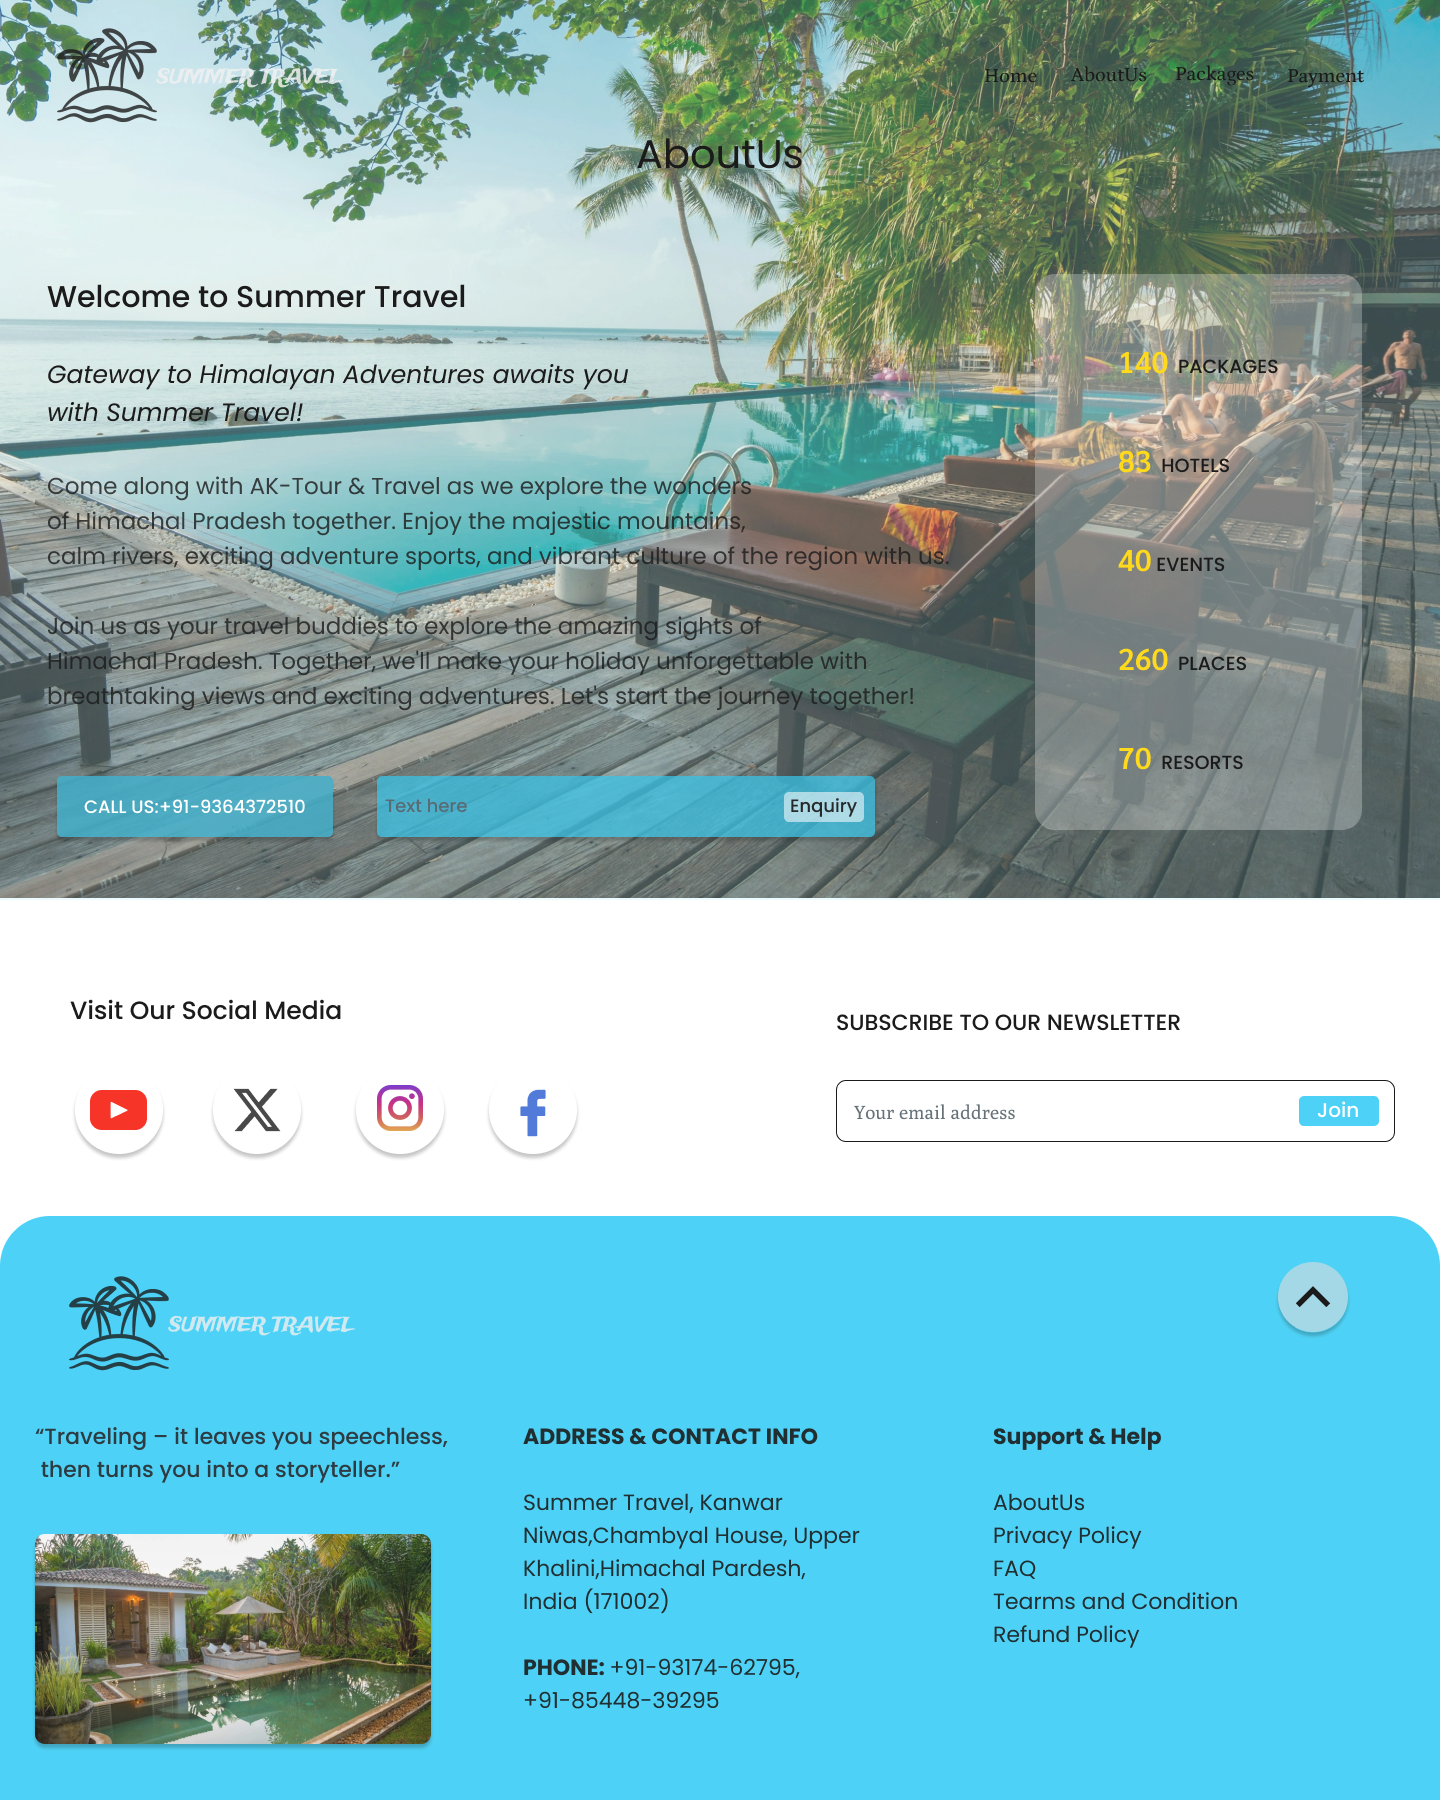 SUMMER TRAVEL
Home AboutUs Packages Payment
AboutUs
Welcome to Summer Travel
Gateway to Himalayan Adventures awaits you
with Summer Travel!
Come along with AK-Tour & Travel as we explore the wonders
of Himachal Pradesh together. Enjoy the majestic mountains,
calm rivers, exciting adventure sports, and vibrant culture of the region with us.
Join us as your travel buddies to explore the amazing sights of
Himachal Pradesh. Together, we'll make your holiday unforgettable with
breathtaking views and exciting adventures. Let's start the journey together!
CALL US:+91-9364372510
Text here
Enquiry
140 PACKAGES
83 HOTELS
40 EVENTS
260 PLACES
70 RESORTS
Visit Our Social Media
SUBSCRIBE TO OUR NEWSLETTER
Your email address
Join
SUMMER TRAVEL
“Traveling – it leaves you speechless,
then turns you into a storyteller.”
ADDRESS & CONTACT INFO
Summer Travel, Kanwar
Niwas,Chambyal House, Upper
Khalini,Himachal Pardesh,
India (171002)
PHONE: +91-93174-62795,
+91-85448-39295
Support & Help
AboutUs
Privacy Policy
FAQ
Tearms and Condition
Refund Policy